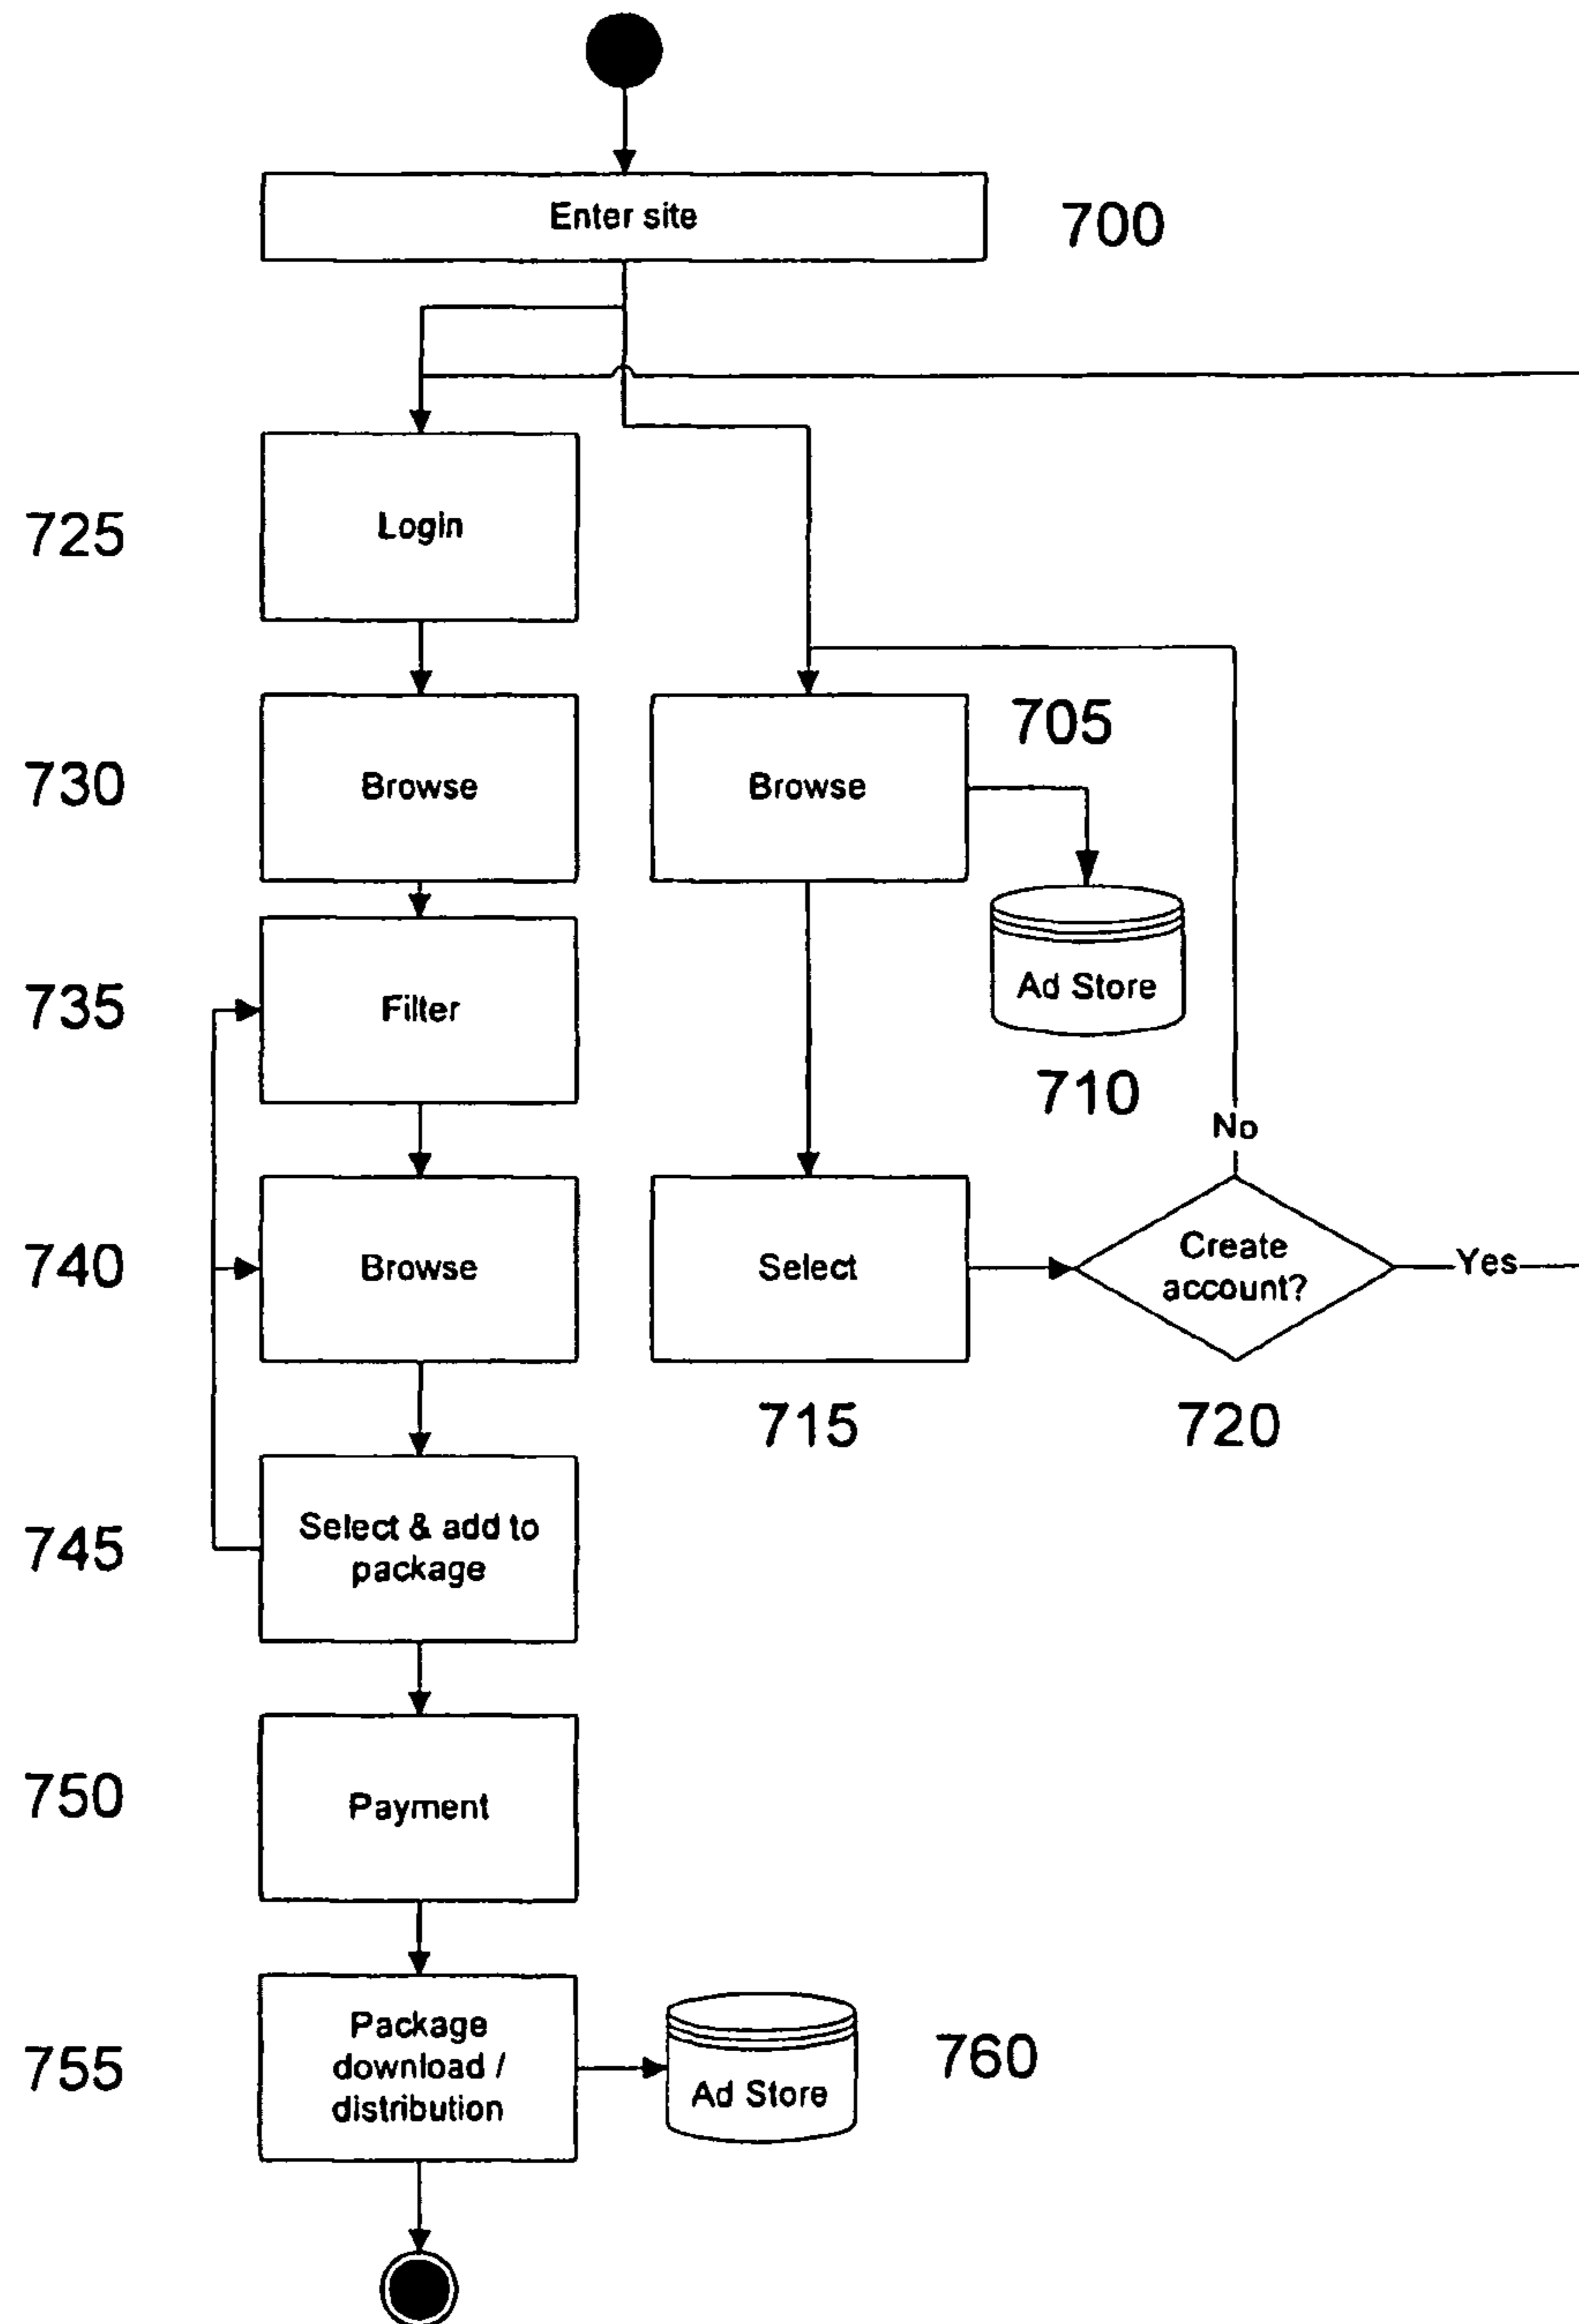 Enter site
700
725
Login
730
Browse
Browse
705
735
Filter
Ad Store
710
No
740
Browse
Select
Create
account?
Yes
715
720
745
Select & add to
package
750
Payment
755
Package
download /
distribution
Ad Store
760